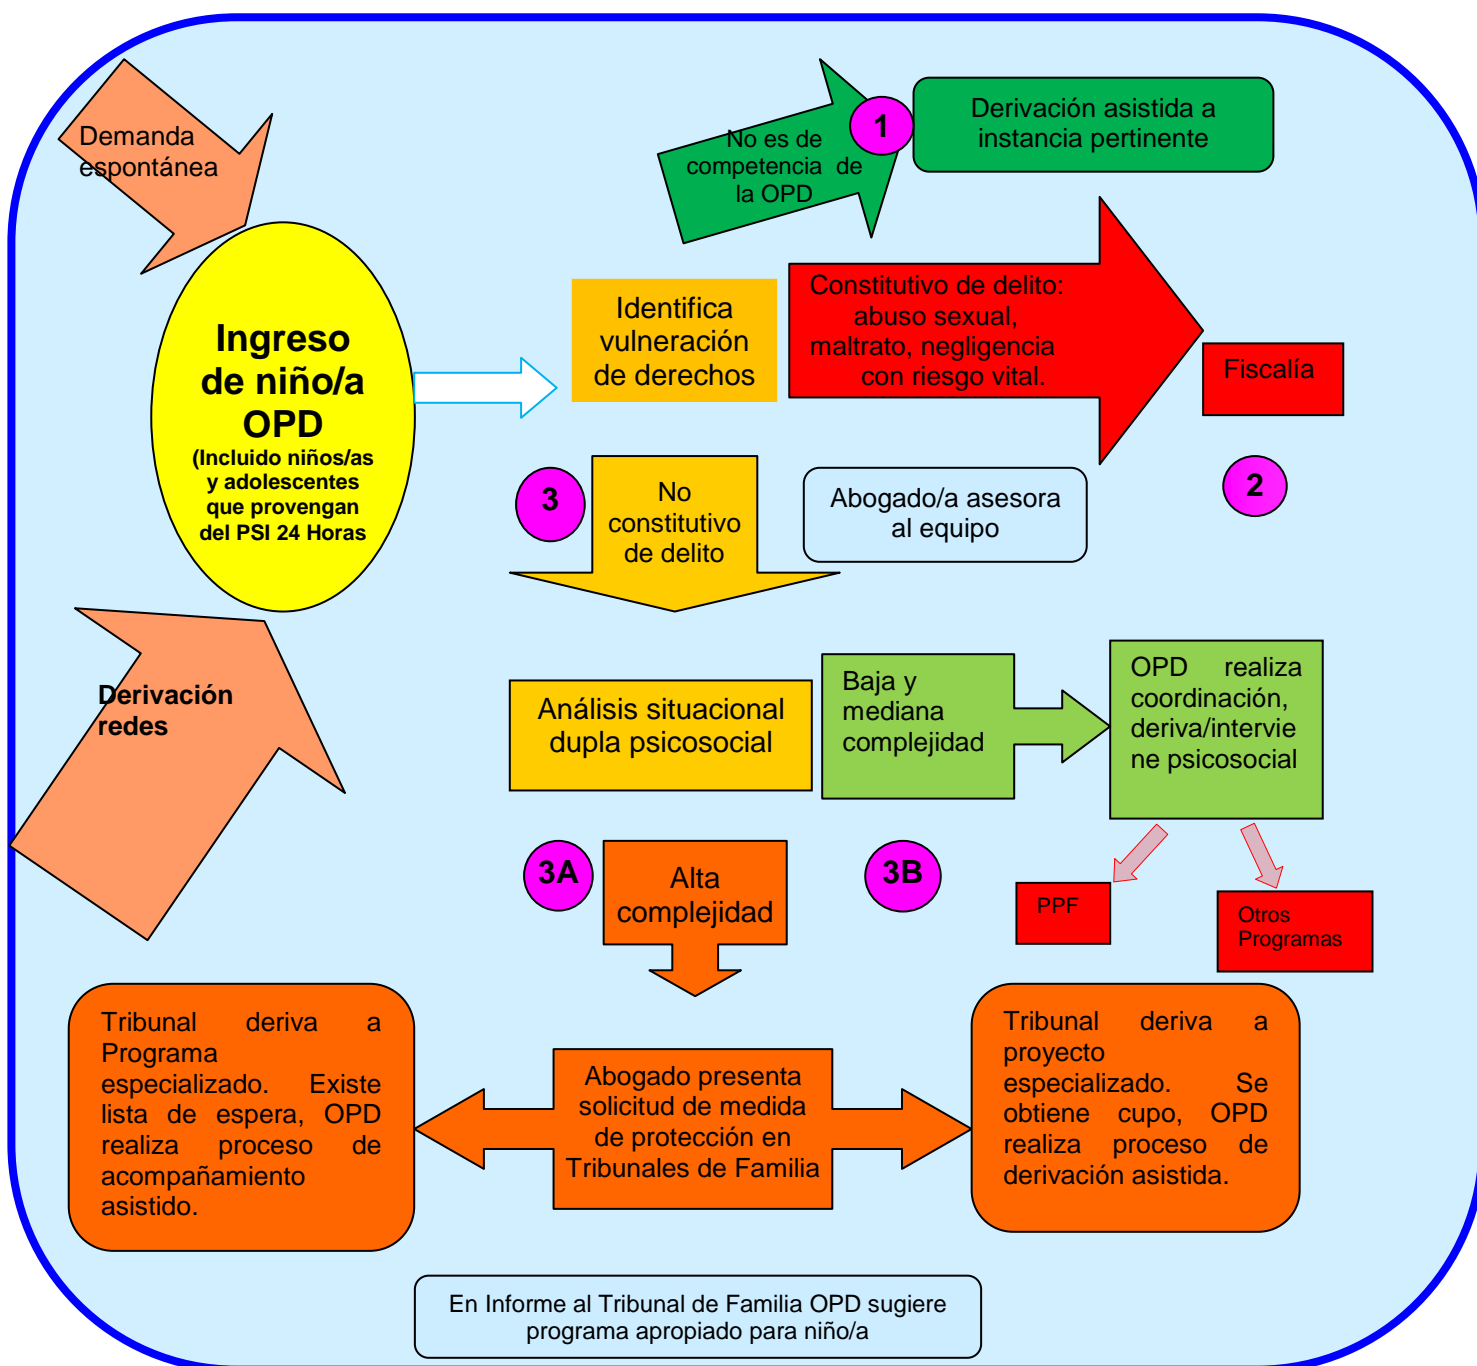 Demanda
espontánea
No es de
competencia de
la OPD
1
Derivación asistida a
instancia pertinente
Ingreso
de niño/a
OPD
(Incluido niños/as
y adolescentes
que provengan
del PSI 24 Horas
Identifica
vulneración
de derechos
Constitutivo de delito:
abuso sexual,
maltrato, negligencia
con riesgo vital.
Fiscalía
2
3
No
constitutivo
de delito
Abogado/a asesora
al equipo
Derivación
redes
Análisis situacional
dupla psicosocial
Baja y
mediana
complejidad
OPD realiza
coordinación,
deriva/intervie
ne psicosocial
3A
Alta
complejidad
3B
PPF
Otros
Programas
Tribunal deriva a
Programa
especializado. Existe
lista de espera, OPD
realiza proceso de
acompañamiento
asistido.
Abogado presenta
solicitud de medida
de protección en
Tribunales de Familia
Tribunal deriva a
proyecto
especializado. Se
obtiene cupo, OPD
realiza proceso de
derivación asistida.
En Informe al Tribunal de Familia OPD sugiere
programa apropiado para niño/a